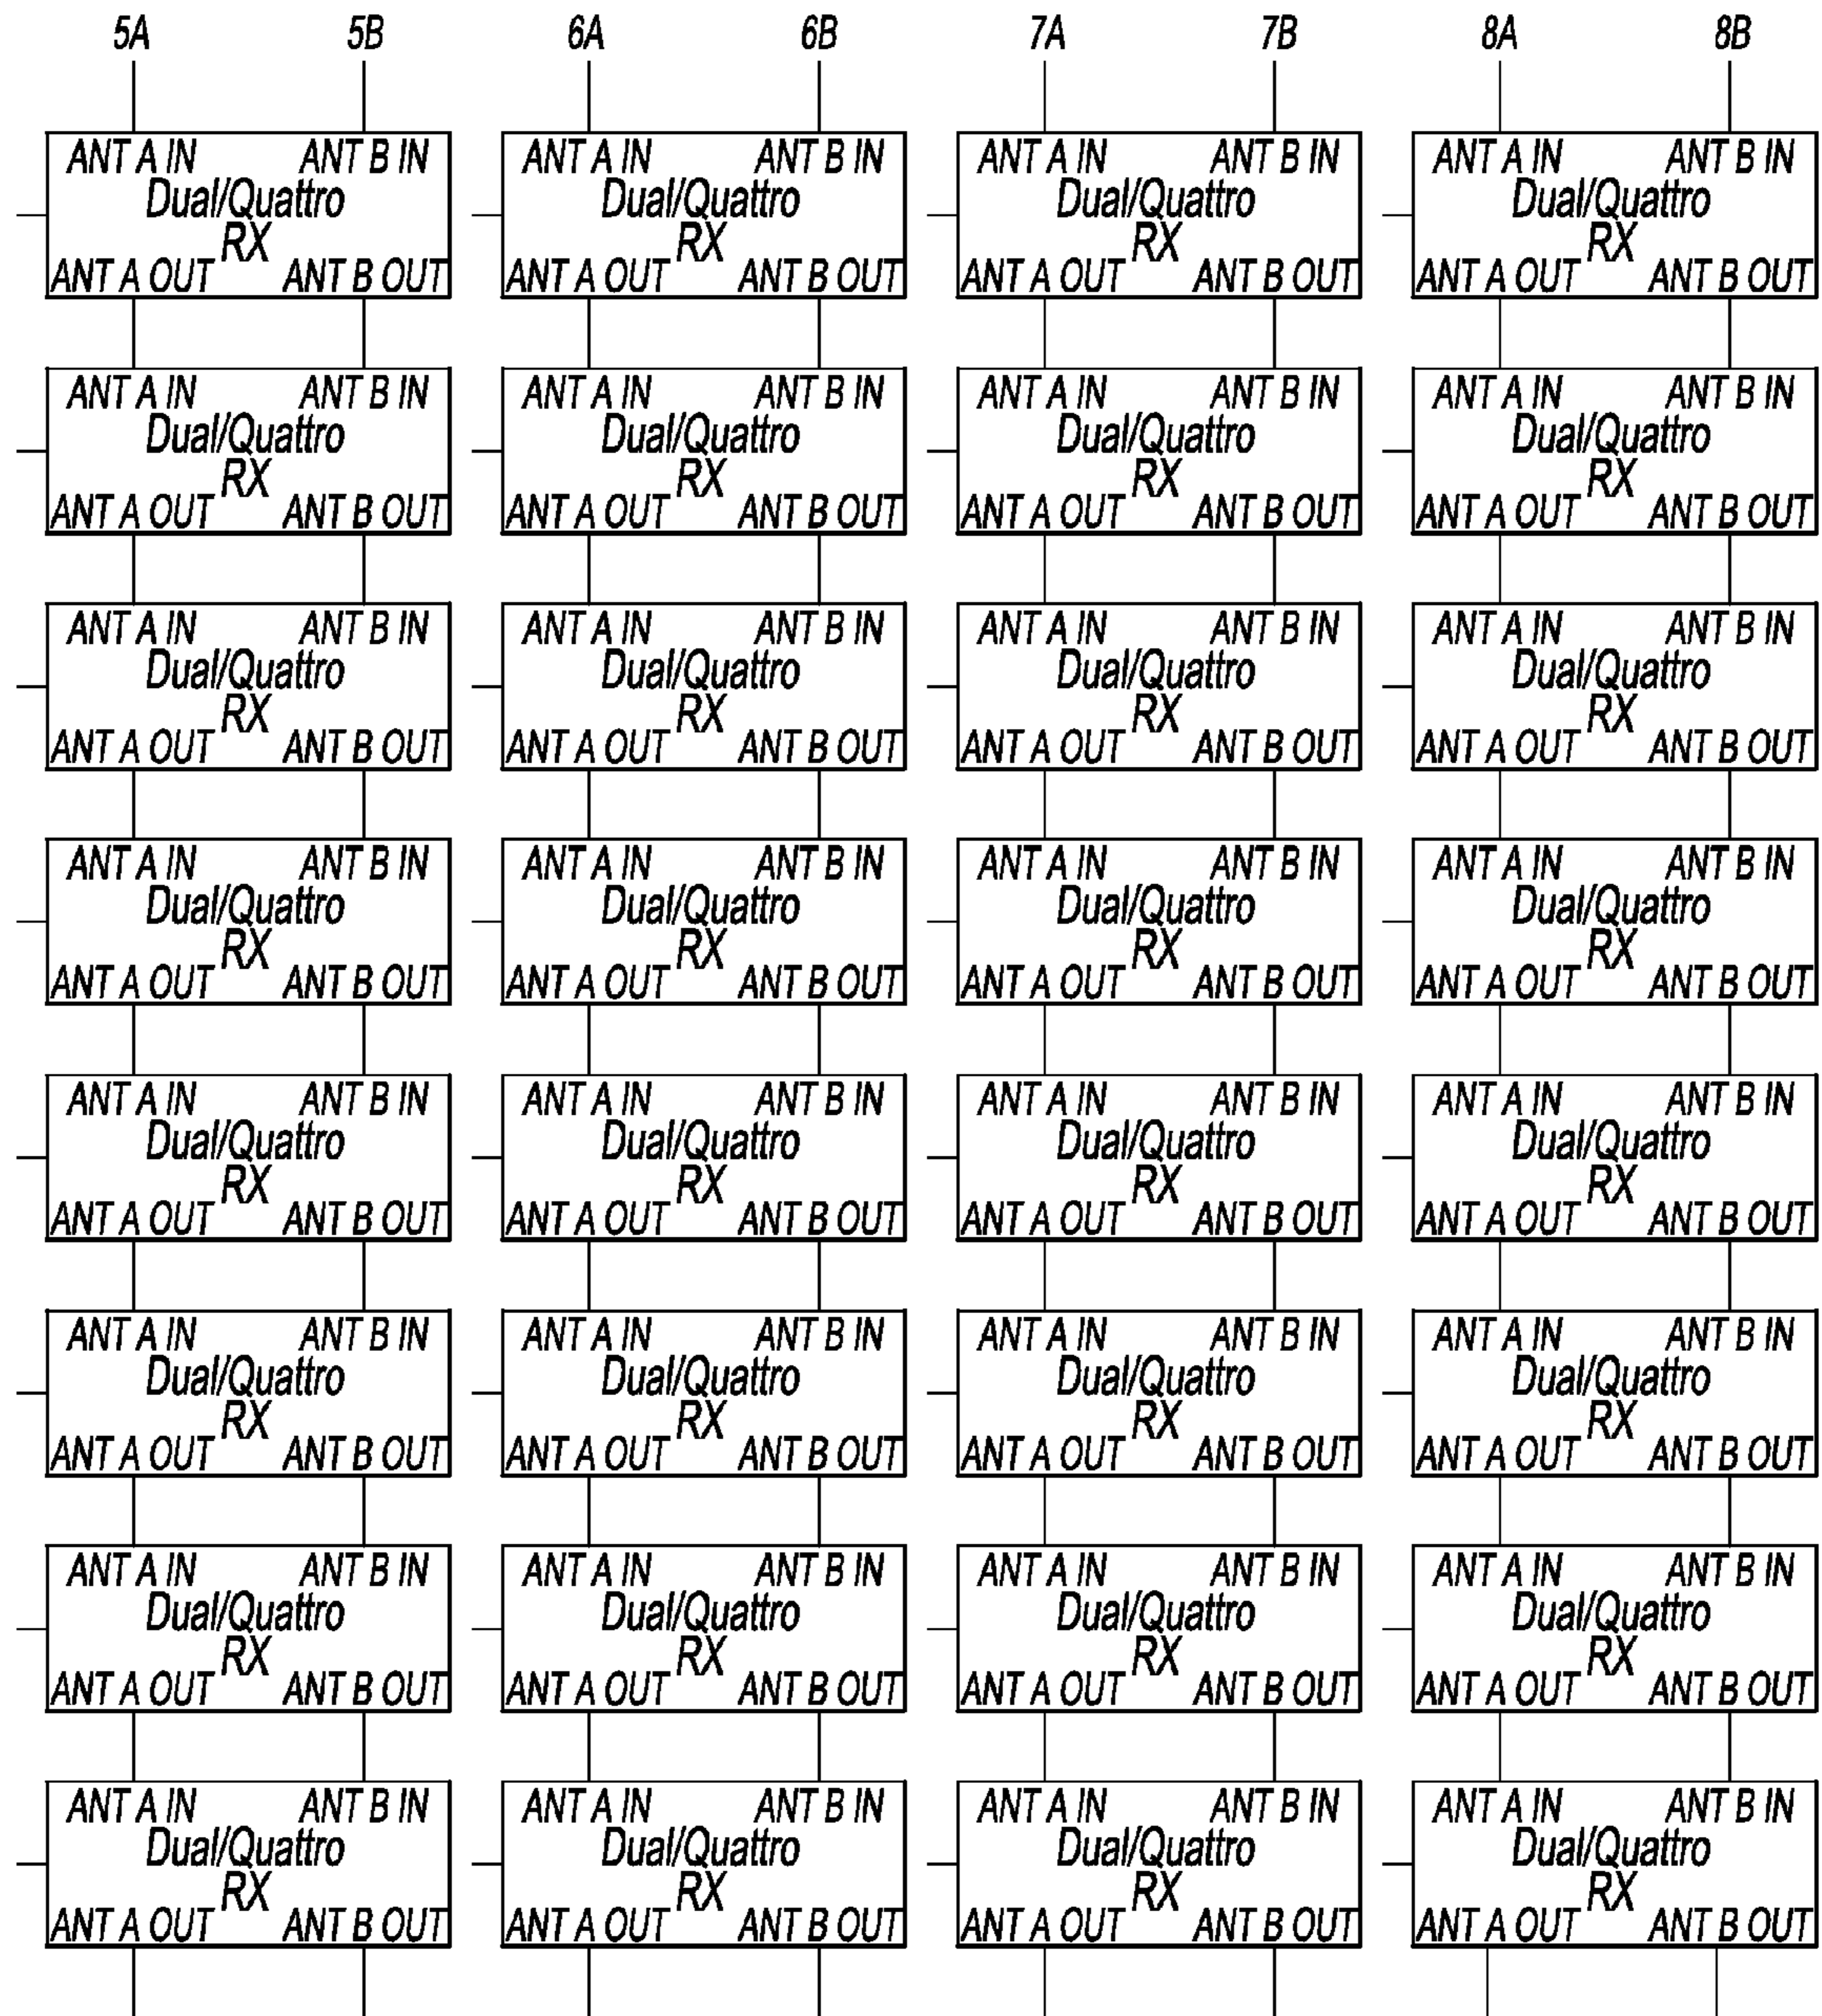 5A 5B 6A 6B 7A 7B 8A 8B
ANT A IN ANT B IN ANT A IN ANT B IN ANT A IN ANT B IN ANT A IN ANT B IN
Dual/Quattro Dual/Quattro Dual/Quattro Dual/Quattro
RX RX RX RX
ANT A OUT ANT B OUT ANT A OUT ANT B OUT ANT A OUT ANT B OUT ANT A OUT ANT B OUT
ANT A IN ANT B IN ANT A IN ANT B IN ANT A IN ANT B IN ANT A IN ANT B IN
Dual/Quattro Dual/Quattro Dual/Quattro Dual/Quattro
RX RX RX RX
ANT A OUT ANT B OUT ANT A OUT ANT B OUT ANT A OUT ANT B OUT ANT A OUT ANT B OUT
ANT A IN ANT B IN ANT A IN ANT B IN ANT A IN ANT B IN ANT A IN ANT B IN
Dual/Quattro Dual/Quattro Dual/Quattro Dual/Quattro
RX RX RX RX
ANT A OUT ANT B OUT ANT A OUT ANT B OUT ANT A OUT ANT B OUT ANT A OUT ANT B OUT
ANT A IN ANT B IN ANT A IN ANT B IN ANT A IN ANT B IN ANT A IN ANT B IN
Dual/Quattro Dual/Quattro Dual/Quattro Dual/Quattro
RX RX RX RX
ANT A OUT ANT B OUT ANT A OUT ANT B OUT ANT A OUT ANT B OUT ANT A OUT ANT B OUT
ANT A IN ANT B IN ANT A IN ANT B IN ANT A IN ANT B IN ANT A IN ANT B IN
Dual/Quattro Dual/Quattro Dual/Quattro Dual/Quattro
RX RX RX RX
ANT A OUT ANT B OUT ANT A OUT ANT B OUT ANT A OUT ANT B OUT ANT A OUT ANT B OUT
ANT A IN ANT B IN ANT A IN ANT B IN ANT A IN ANT B IN ANT A IN ANT B IN
Dual/Quattro Dual/Quattro Dual/Quattro Dual/Quattro
RX RX RX RX
ANT A OUT ANT B OUT ANT A OUT ANT B OUT ANT A OUT ANT B OUT ANT A OUT ANT B OUT
ANT A IN ANT B IN ANT A IN ANT B IN ANT A IN ANT B IN ANT A IN ANT B IN
Dual/Quattro Dual/Quattro Dual/Quattro Dual/Quattro
RX RX RX RX
ANT A OUT ANT B OUT ANT A OUT ANT B OUT ANT A OUT ANT B OUT ANT A OUT ANT B OUT
ANT A IN ANT B IN ANT A IN ANT B IN ANT A IN ANT B IN ANT A IN ANT B IN
Dual/Quattro Dual/Quattro Dual/Quattro Dual/Quattro
RX RX RX RX
ANT A OUT ANT B OUT ANT A OUT ANT B OUT ANT A OUT ANT B OUT ANT A OUT ANT B OUT